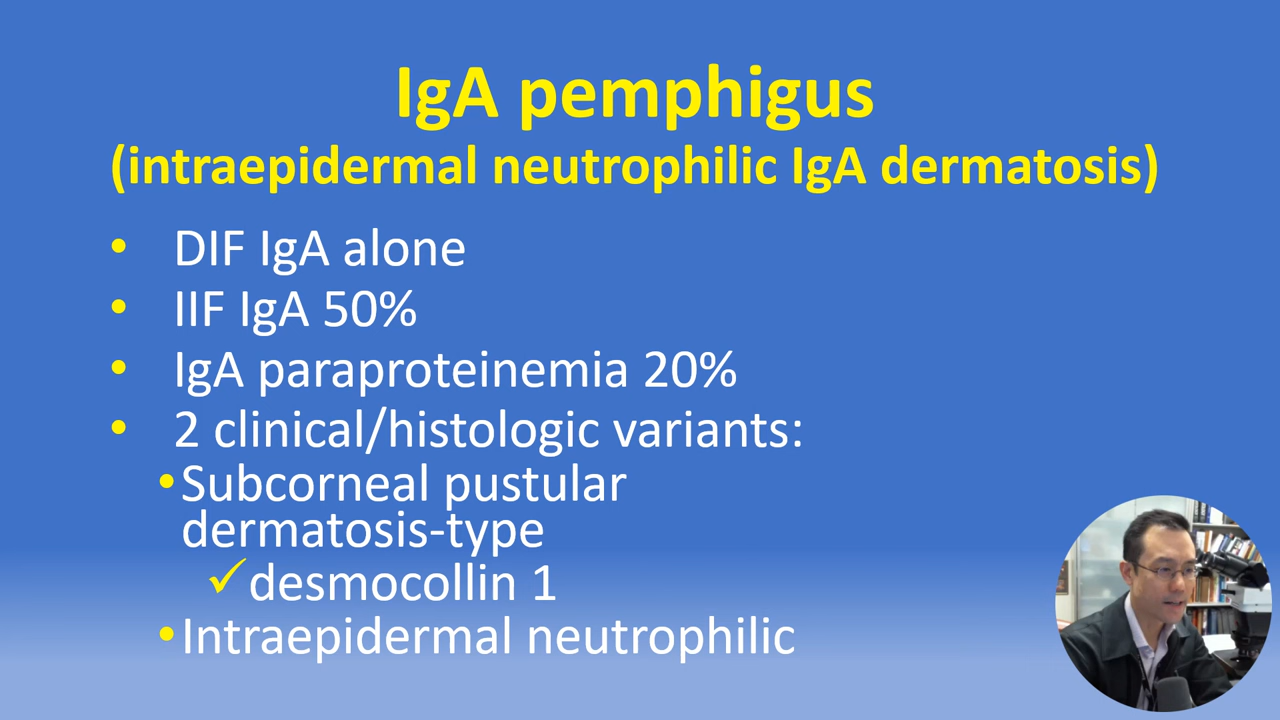 IgA pemphigus
(intraepidermal neutrophilic IgA dermatosis)
• DIF IgA alone
• IIF IgA 50%
• IgA paraproteinemia 20%
• 2 clinical/histologic variants:
• Subcorneal pustular
dermatosis-type
✓ desmocollin 1
• Intraepidermal neutrophilic